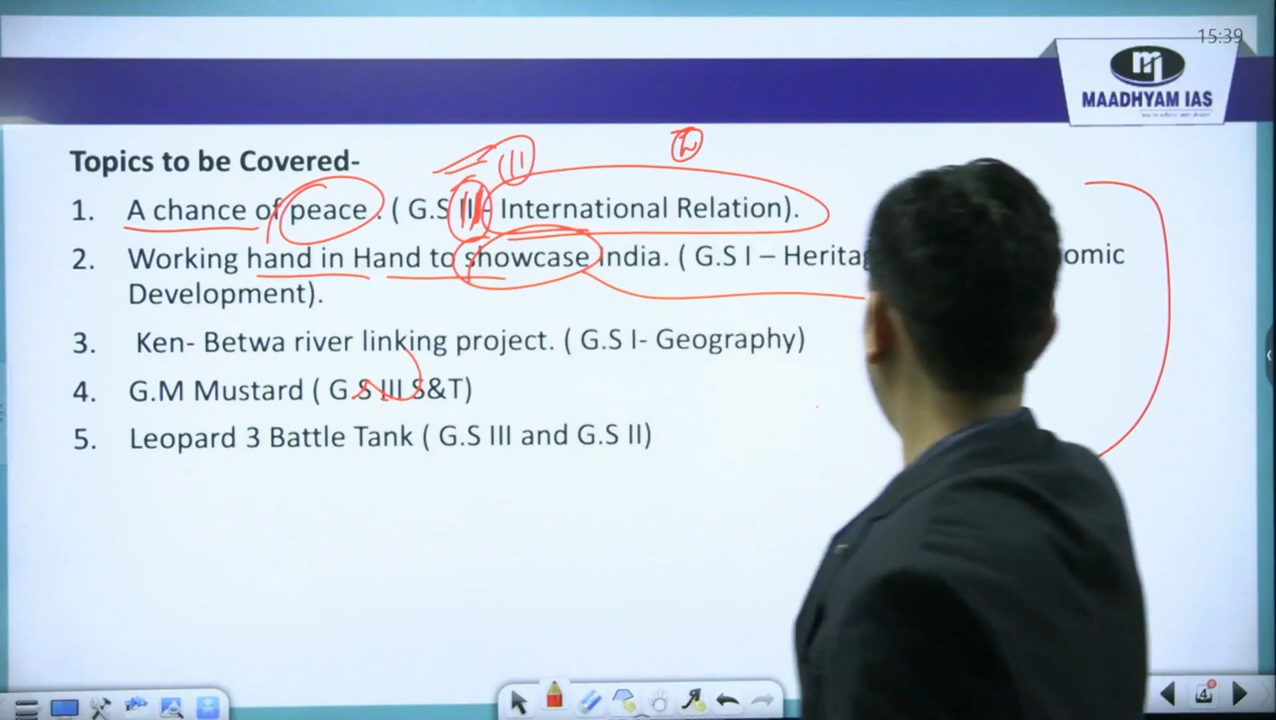 15:39
MAADHYAM IAS
Topics to be Covered-
1. A chance of peace . ( G.S II - International Relation).
2. Working hand in Hand to showcase India. ( G.S I – omic
Development).
3. Ken- Betwa river linking project. ( G.S I- Geography)
4. G.M Mustard ( G.S III S&T)
5. Leopard 3 Battle Tank ( G.S III and G.S II)
4